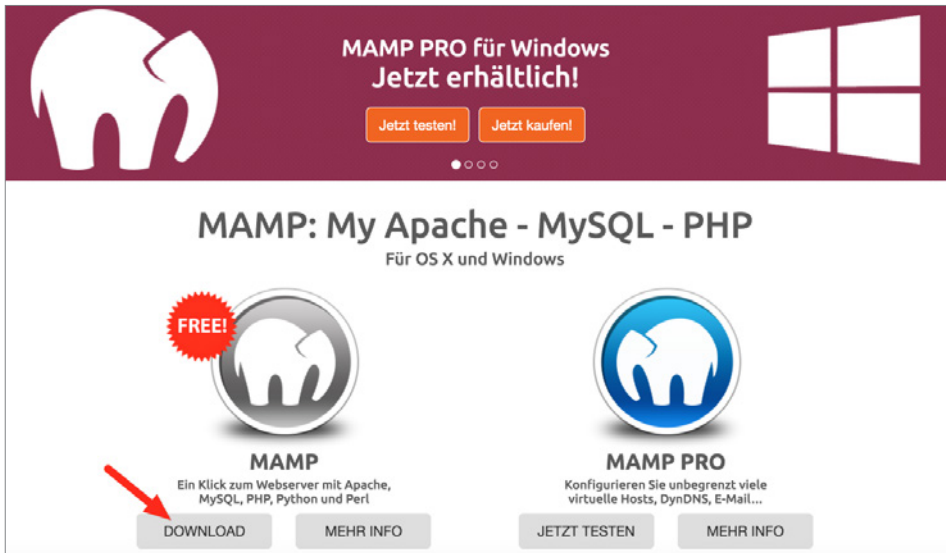 MAMP PRO für Windows
Jetzt erhältlich!
Jetzt testen!
Jetzt kaufen!
MAMP: My Apache - MySQL - PHP
Für OS X und Windows
FREE!
MAMP
Ein Klick zum Webserver mit Apache,
MySQL, PHP, Python und Perl
DOWNLOAD
MEHR INFO
MAMP PRO
Konfigurieren Sie unbegrenzt viele
virtuelle Hosts, DynDNS, E-Mail...
JETZT TESTEN
MEHR INFO